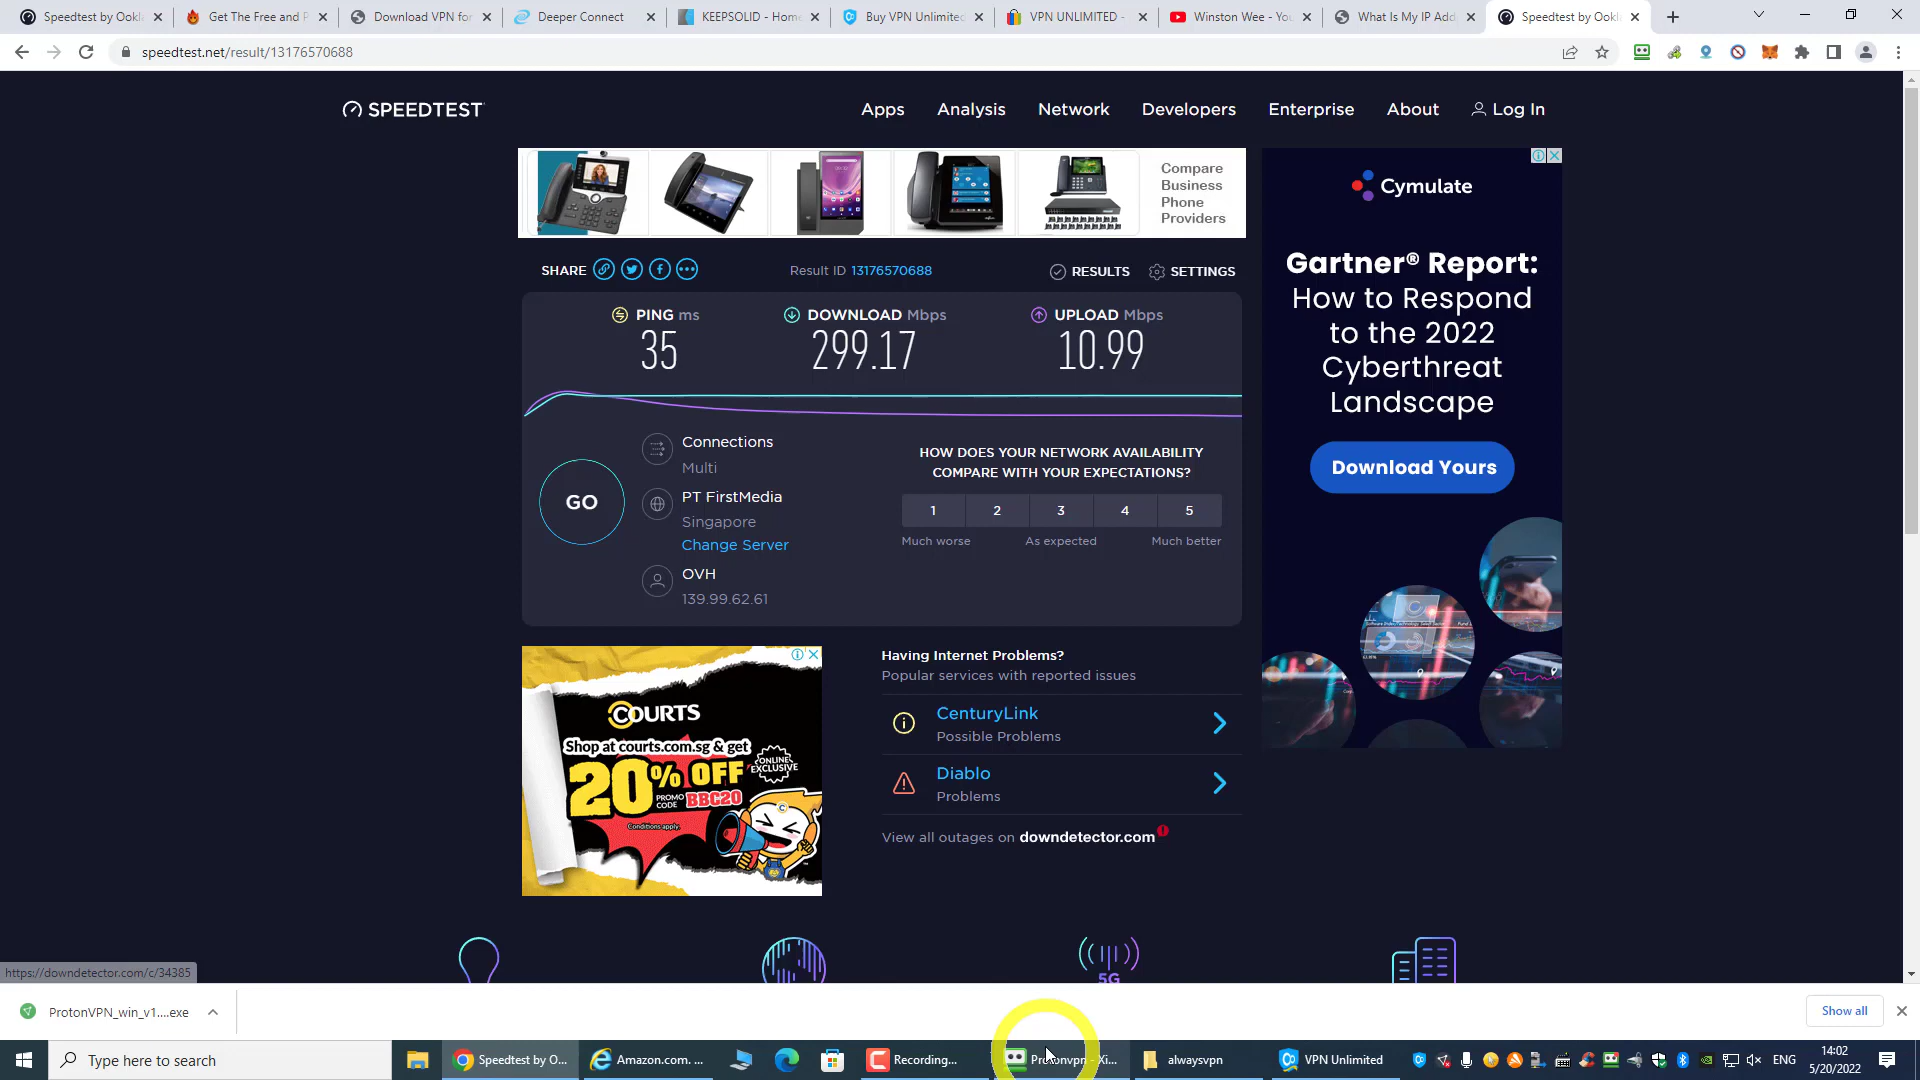 Speedtest by Ookl
Get The Free and P
Download VPN for
Deeper Connect
KEEPSOLID - Home
Buy VPN Unlimited
VPN UNLIMITED -
Winston Wee - You
What Is My IP Add
Speedtest by Ookl
speedtest.net/result/13176570688
SPEEDTEST
Apps
Analysis
Network
Developers
Enterprise
About
Log In
Compare
Business
Phone
Providers
Cymulate
Gartner® Report:
How to Respond
to the 2022
Cyberthreat
Landscape
Download Yours
SHARE
Result ID 13176570688
RESULTS
SETTINGS
PING ms
35
DOWNLOAD Mbps
299.17
UPLOAD Mbps
10.99
GO
Connections
Multi
PT FirstMedia
Singapore
Change Server
OVH
139.99.62.61
HOW DOES YOUR NETWORK AVAILABILITY
COMPARE WITH YOUR EXPECTATIONS?
1 2 3 4 5
Much worse
As expected
Much better
COURTS
Shop at courts.com.sg & get
20% OFF
ONLINE
EXCLUSIVE
PROMO
CODE
BBC20
Conditions apply.
Having Internet Problems?
Popular services with reported issues
CenturyLink
Possible Problems
Diablo
Problems
View all outages on downdetector.com
5G
https://downdetector.com/c/34385
ProtonVPN_win_v1....exe
Show all
Type here to search
Speedtest by O...
Amazon.com. ...
Recording...
Protonvpn - Xi...
alwaysvpn
VPN Unlimited
ENG
14:02
5/20/2022